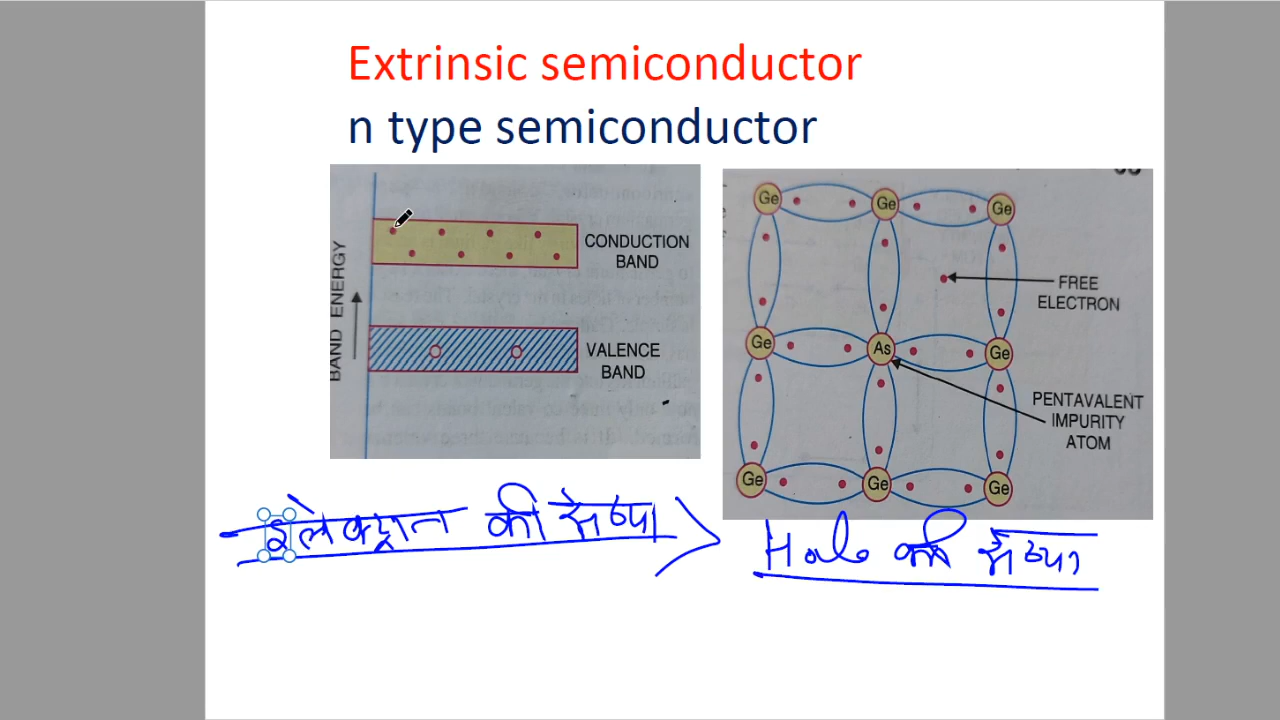 Extrinsic semiconductor
n type semiconductor
BAND ENERGY
CONDUCTION
BAND
VALENCE
BAND
Ge
Ge
Ge
FREE
ELECTRON
Ge
As
Ge
PENTAVALENT
IMPURITY
ATOM
Ge
Ge
Ge
इलेक्ट्रान की संख्या > Hole की संख्या